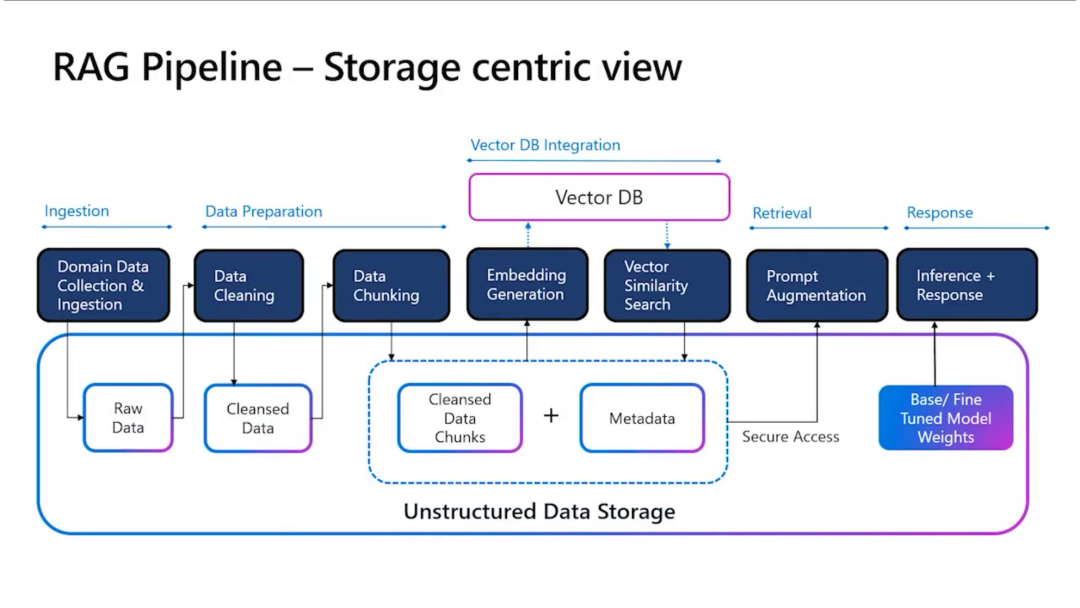 RAG Pipeline – Storage centric view
Vector DB Integration
Vector DB
Ingestion
Data Preparation
Retrieval
Response
Domain Data
Collection &
Ingestion
Data
Cleaning
Data
Chunking
Embedding
Generation
Vector
Similarity
Search
Prompt
Augmentation
Inference +
Response
Raw
Data
Cleansed
Data
Cleansed
Data
Chunks
+
Metadata
Secure Access
Base/ Fine
Tuned Model
Weights
Unstructured Data Storage